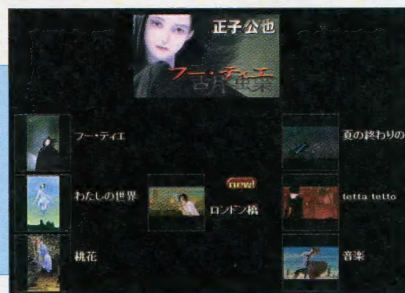 正子公也
フー・ティエ
胡蝶
フー・ティエ
夏の終わりの
わたしの世界
new!
ロンドン橋
tetta tetto
桃花
音楽